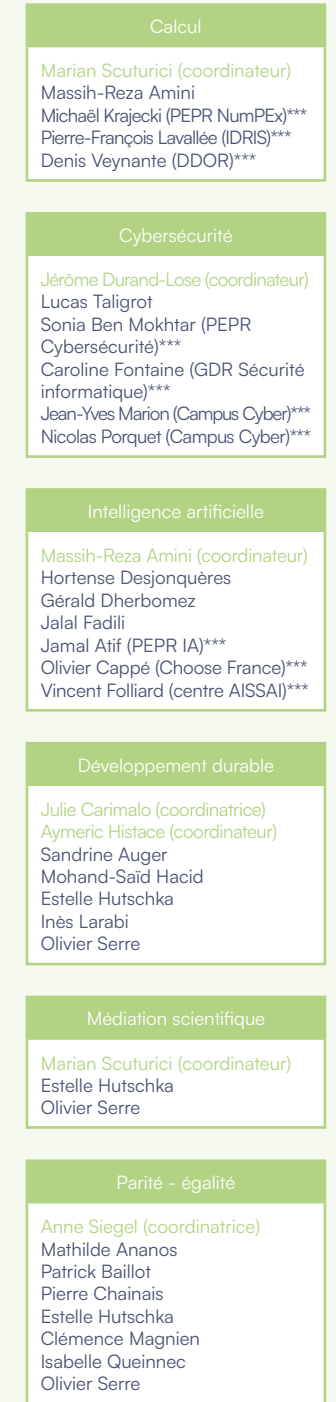 Calcul
Marian Scuturici (coordinateur)
Massih-Reza Amini
Michaël Krajecki (PEPR NumPEx)***
Pierre-François Lavallée (IDRIS)***
Denis Veynante (DDOR)***
Cybersécurité
Jérôme Durand-Lose (coordinateur)
Lucas Taligrot
Sonia Ben Mokhtar (PEPR
Cybersécurité)***
Caroline Fontaine (GDR Sécurité
informatique)***
Jean-Yves Marion (Campus Cyber)***
Nicolas Porquet (Campus Cyber)***
Intelligence artificielle
Massih-Reza Amini (coordinateur)
Hortense Desjonquères
Gérald Dherbomez
Jalal Fadili
Jamal Atif (PEPR IA)***
Olivier Cappé (Choose France)***
Vincent Folliard (centre AISSAI)***
Développement durable
Julie Carimalo (coordinatrice)
Aymeric Histace (coordinateur)
Sandrine Auger
Mohand-Saïd Hacid
Estelle Hutschka
Inès Larabi
Olivier Serre
Médiation scientifique
Marian Scuturici (coordinateur)
Estelle Hutschka
Olivier Serre
Parité - égalité
Anne Siegel (coordinatrice)
Mathilde Ananos
Patrick Baillot
Pierre Chainais
Estelle Hutschka
Clémence Magnien
Isabelle Queinnec
Olivier Serre